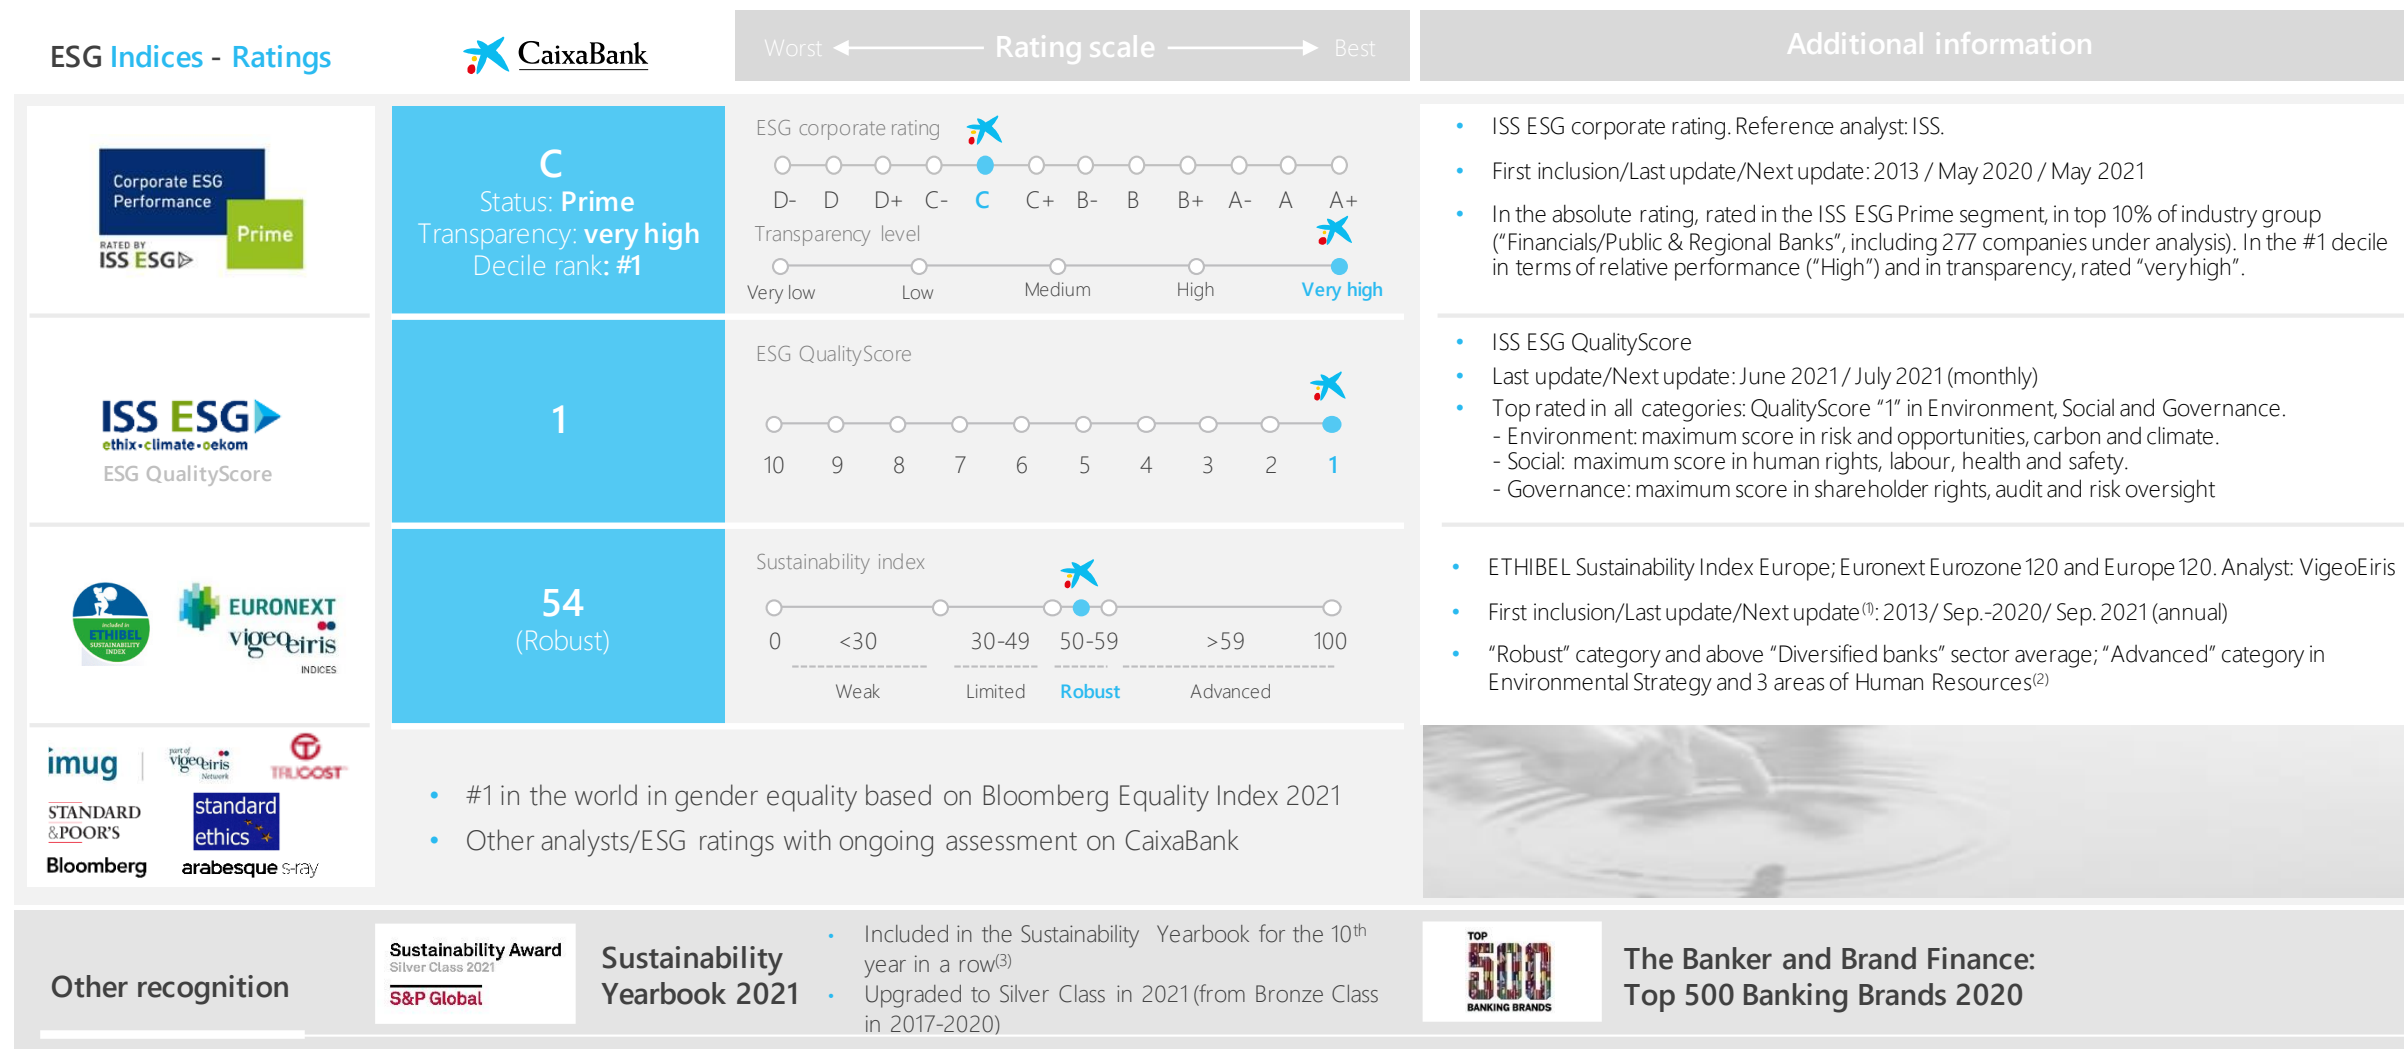 ESG Indices - Ratings
CaixaBank
Worst Rating scale Best
Additional information
Corporate ESG
Performance
Prime
RATED BY
ISS ESG
C
Status: Prime
Transparency: very high
Decile rank: #1
ESG corporate rating
D- D D+ C- C C+ B- B B+ A- A A+
Transparency level
Very low Low Medium High Very high
• ISS ESG corporate rating. Reference analyst: ISS.
• First inclusion/Last update/Next update: 2013 / May 2020 / May 2021
• In the absolute rating, rated in the ISS ESG Prime segment, in top 10% of industry group
(“Financials/Public & Regional Banks”, including 277 companies under analysis). In the #1 decile
in terms of relative performance (“High”) and in transparency, rated “very high”.
ISS ESG
ethix·climate·oekom
ESG QualityScore
1
ESG QualityScore
10 9 8 7 6 5 4 3 2 1
• ISS ESG QualityScore
• Last update/Next update: June 2021 / July 2021 (monthly)
• Top rated in all categories: QualityScore “1” in Environment, Social and Governance.
- Environment: maximum score in risk and opportunities, carbon and climate.
- Social: maximum score in human rights, labour, health and safety.
- Governance: maximum score in shareholder rights, audit and risk oversight
included in
ETHIBEL
SUSTAINABILITY
INDEX
EURONEXT
vigeoeiris
INDICES
54
(Robust)
Sustainability index
0 <30 30-49 50-59 >59 100
Weak Limited Robust Advanced
• ETHIBEL Sustainability Index Europe; Euronext Eurozone 120 and Europe 120. Analyst: VigeoEiris
• First inclusion/Last update/Next update(1): 2013/ Sep.-2020/ Sep. 2021 (annual)
• “Robust” category and above “Diversified banks” sector average; “Advanced” category in
Environmental Strategy and 3 areas of Human Resources(2)
imug
part of
vigeoeiris
Network
TRUCOST
STANDARD
&POOR'S
standard
ethics
Bloomberg
arabesque s-ray
• #1 in the world in gender equality based on Bloomberg Equality Index 2021
• Other analysts/ESG ratings with ongoing assessment on CaixaBank
Other recognition
Sustainability Award
Silver Class 2021
S&P Global
Sustainability
Yearbook 2021
• Included in the Sustainability Yearbook for the 10th
year in a row(3)
• Upgraded to Silver Class in 2021 (from Bronze Class
in 2017-2020)
TOP
500
BANKING BRANDS
The Banker and Brand Finance:
Top 500 Banking Brands 2020